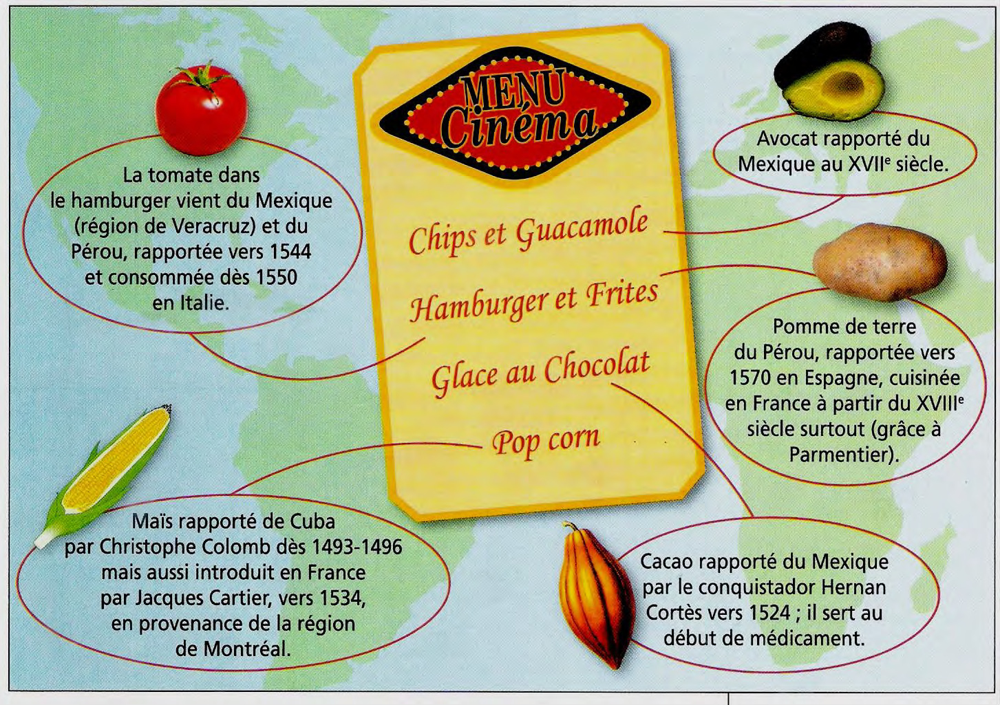 MENU
Cinéma
La tomate dans
le hamburger vient du Mexique
(région de Veracruz) et du
Pérou, rapportée vers 1544
et consommée dès 1550
en Italie.
Avocat rapporté du
Mexique au XVIIᵉ siècle.
Chips et Guacamole
Hamburger et Frites
Glace au Chocolat
Pop corn
Pomme de terre
du Pérou, rapportée vers
1570 en Espagne, cuisinée
en France à partir du XVIIIᵉ
siècle surtout (grâce à
Parmentier).
Maïs rapporté de Cuba
par Christophe Colomb dès 1493-1496
mais aussi introduit en France
par Jacques Cartier, vers 1534,
en provenance de la région
de Montréal.
Cacao rapporté du Mexique
par le conquistador Hernan
Cortès vers 1524 ; il sert au
début de médicament.